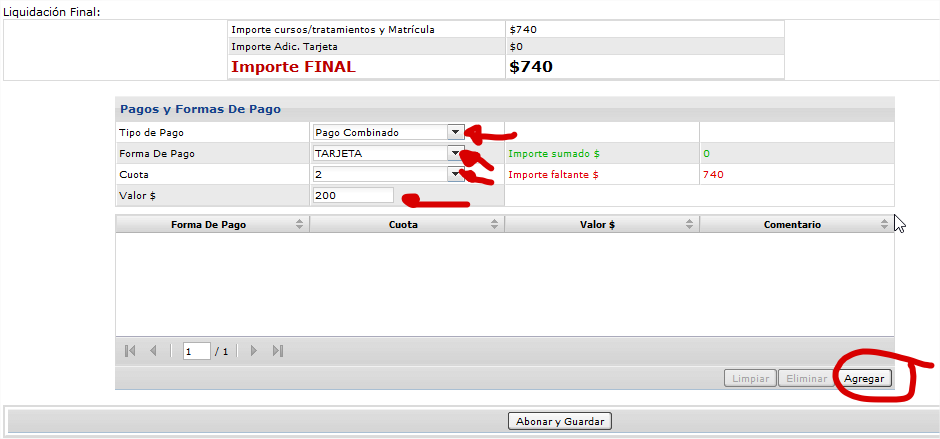 Liquidación Final:
Importe cursos/tratamientos y Matrícula $740
Importe Adic. Tarjeta $0
Importe FINAL $740
Pagos y Formas De Pago
Tipo de Pago Pago Combinado
Forma De Pago TARJETA Importe sumado $ 0
Cuota 2 Importe faltante $ 740
Valor $ 200
Forma De Pago Cuota Valor $ Comentario
1 / 1
Limpiar Eliminar Agregar
Abonar y Guardar